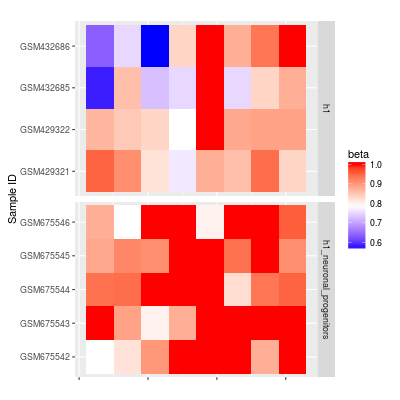 GSM432686
GSM432685
GSM429322
GSM429321
h1
GSM675546
GSM675545
GSM675544
GSM675543
GSM675542
h1_neuronal_progenitors
Sample ID
beta
1.0
0.9
0.8
0.7
0.6